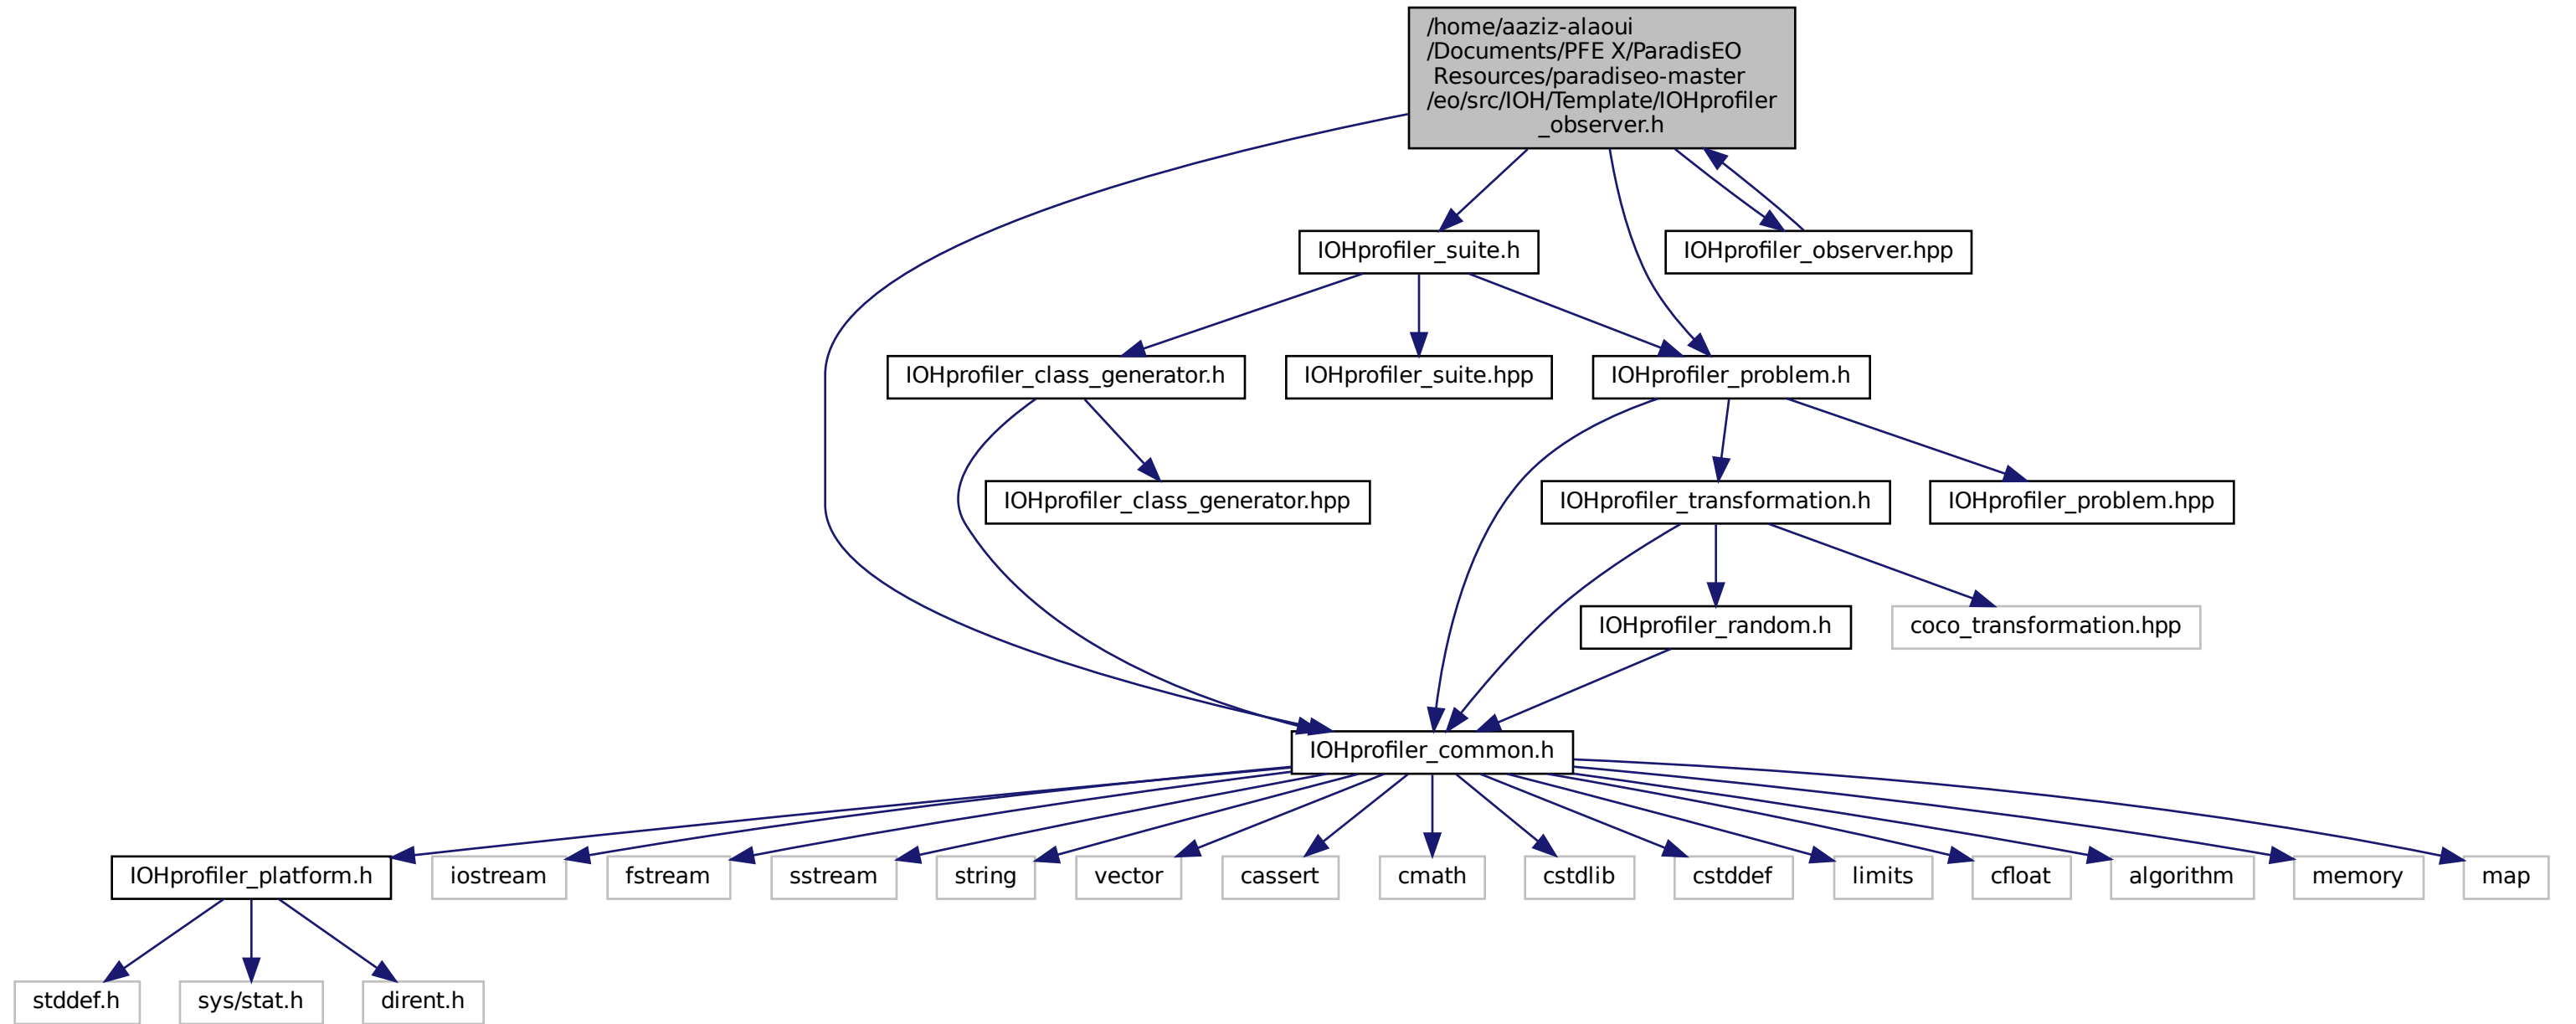 /home/aaziz-alaoui
/Documents/PFE X/ParadisEO
Resources/paradiseo-master
/eo/src/IOH/Template/IOHprofiler
_observer.h
IOHprofiler_suite.h
IOHprofiler_observer.hpp
IOHprofiler_class_generator.h
IOHprofiler_suite.hpp
IOHprofiler_problem.h
IOHprofiler_class_generator.hpp
IOHprofiler_transformation.h
IOHprofiler_problem.hpp
IOHprofiler_random.h
coco_transformation.hpp
IOHprofiler_common.h
IOHprofiler_platform.h
iostream
fstream
sstream
string
vector
cassert
cmath
cstdlib
cstddef
limits
cfloat
algorithm
memory
map
stddef.h
sys/stat.h
dirent.h